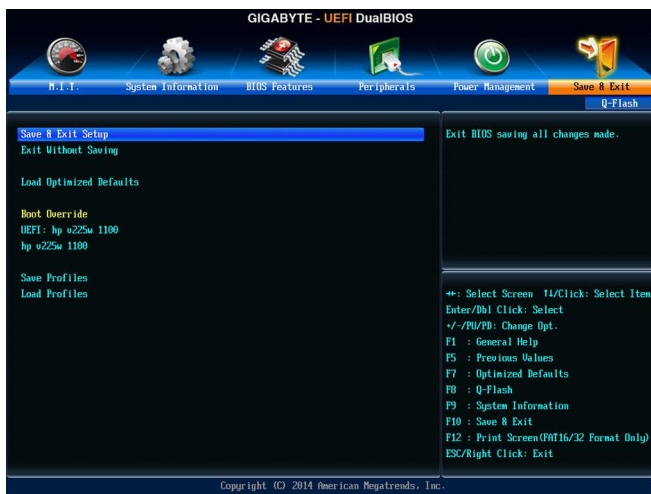 GIGABYTE - UEFI DualBIOS
M.I.T.
System Information
BIOS Features
Peripherals
Power Management
Save & Exit
Q-Flash
Save & Exit Setup
Exit Without Saving
Load Optimized Defaults
Boot Override
UEFI: hp v225w 1100
hp v225w 1100
Save Profiles
Load Profiles
Exit BIOS saving all changes made.
→←: Select Screen ↑↓/Click: Select Item
Enter/Dbl Click: Select
+/-/PU/PD: Change Opt.
F1 : General Help
F5 : Previous Values
F7 : Optimized Defaults
F8 : Q-Flash
F9 : System Information
F10 : Save & Exit
F12 : Print Screen(FAT16/32 Format Only)
ESC/Right Click: Exit
Copyright (C) 2014 American Megatrends, Inc.